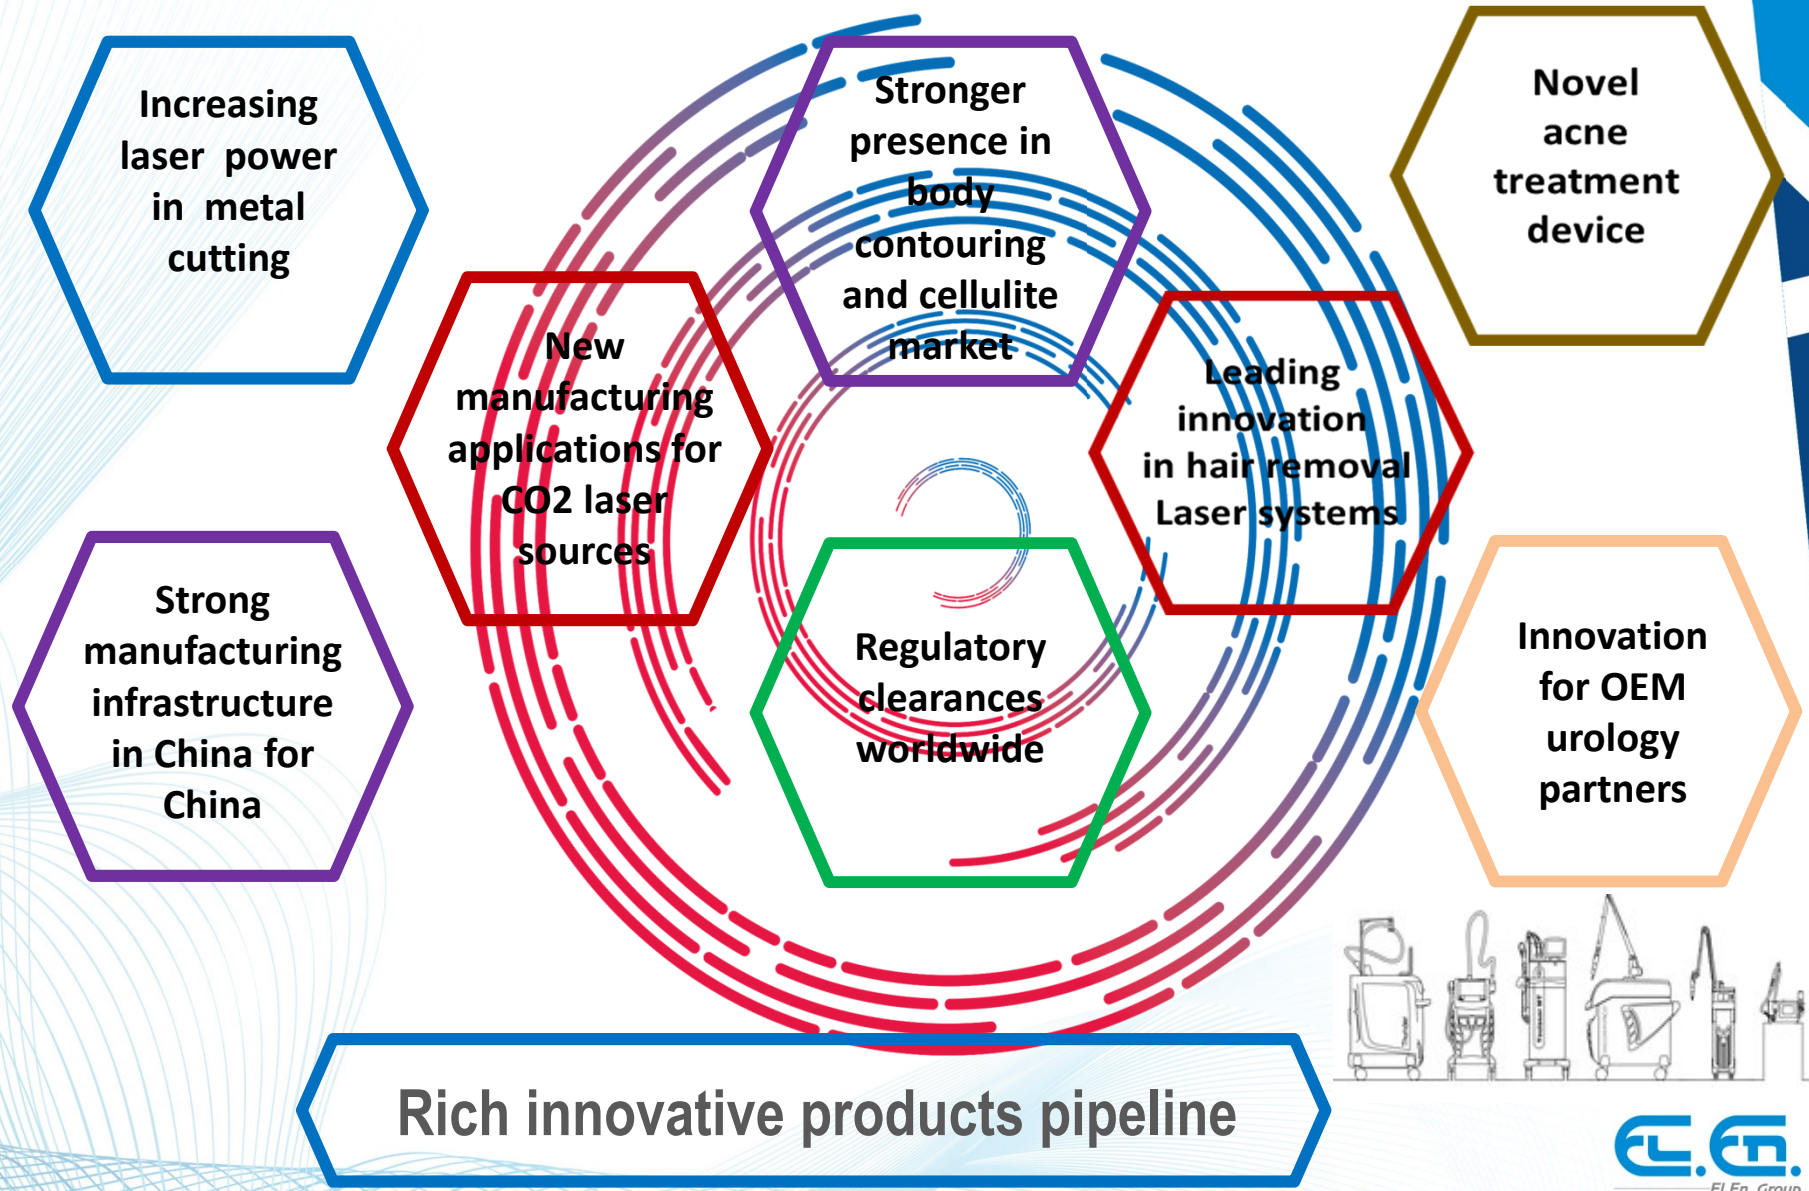 Increasing
laser power
in metal
cutting
Stronger
presence in
body
contouring
and cellulite
market
Novel
acne
treatment
device
New
manufacturing
applications for
CO2 laser
sources
Leading
innovation
in hair removal
Laser systems
Strong
manufacturing
infrastructure
in China for
China
Regulatory
clearances
worldwide
Innovation
for OEM
urology
partners
Rich innovative products pipeline
EL.En.
El.En. Group